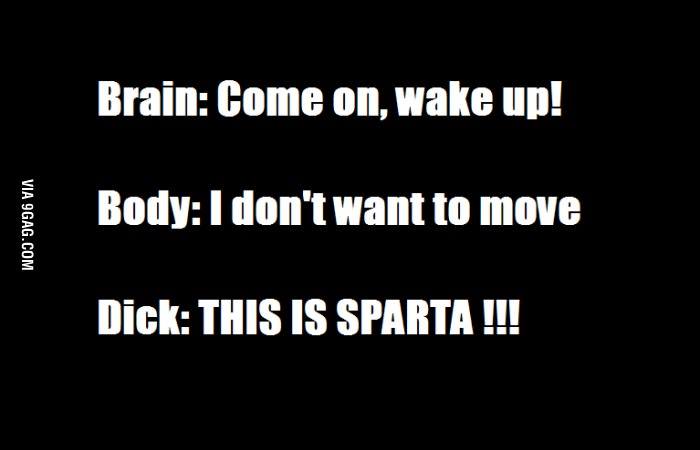 Brain: Come on, wake up!
Body: I don't want to move
Dick: THIS IS SPARTA !!!
VIA 9GAG.COM